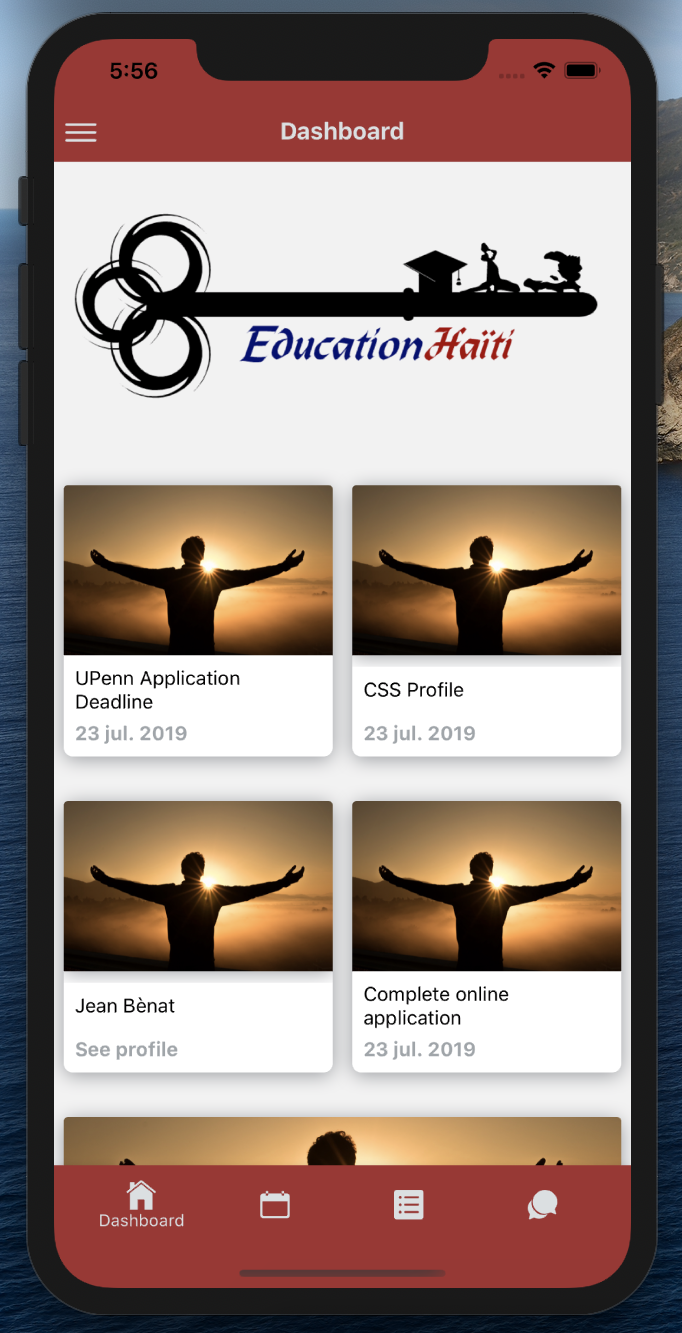 5:56
Dashboard
EducationHaïti
UPenn Application
Deadline
23 jul. 2019
CSS Profile
23 jul. 2019
Jean Bènat
See profile
Complete online
application
23 jul. 2019
Dashboard